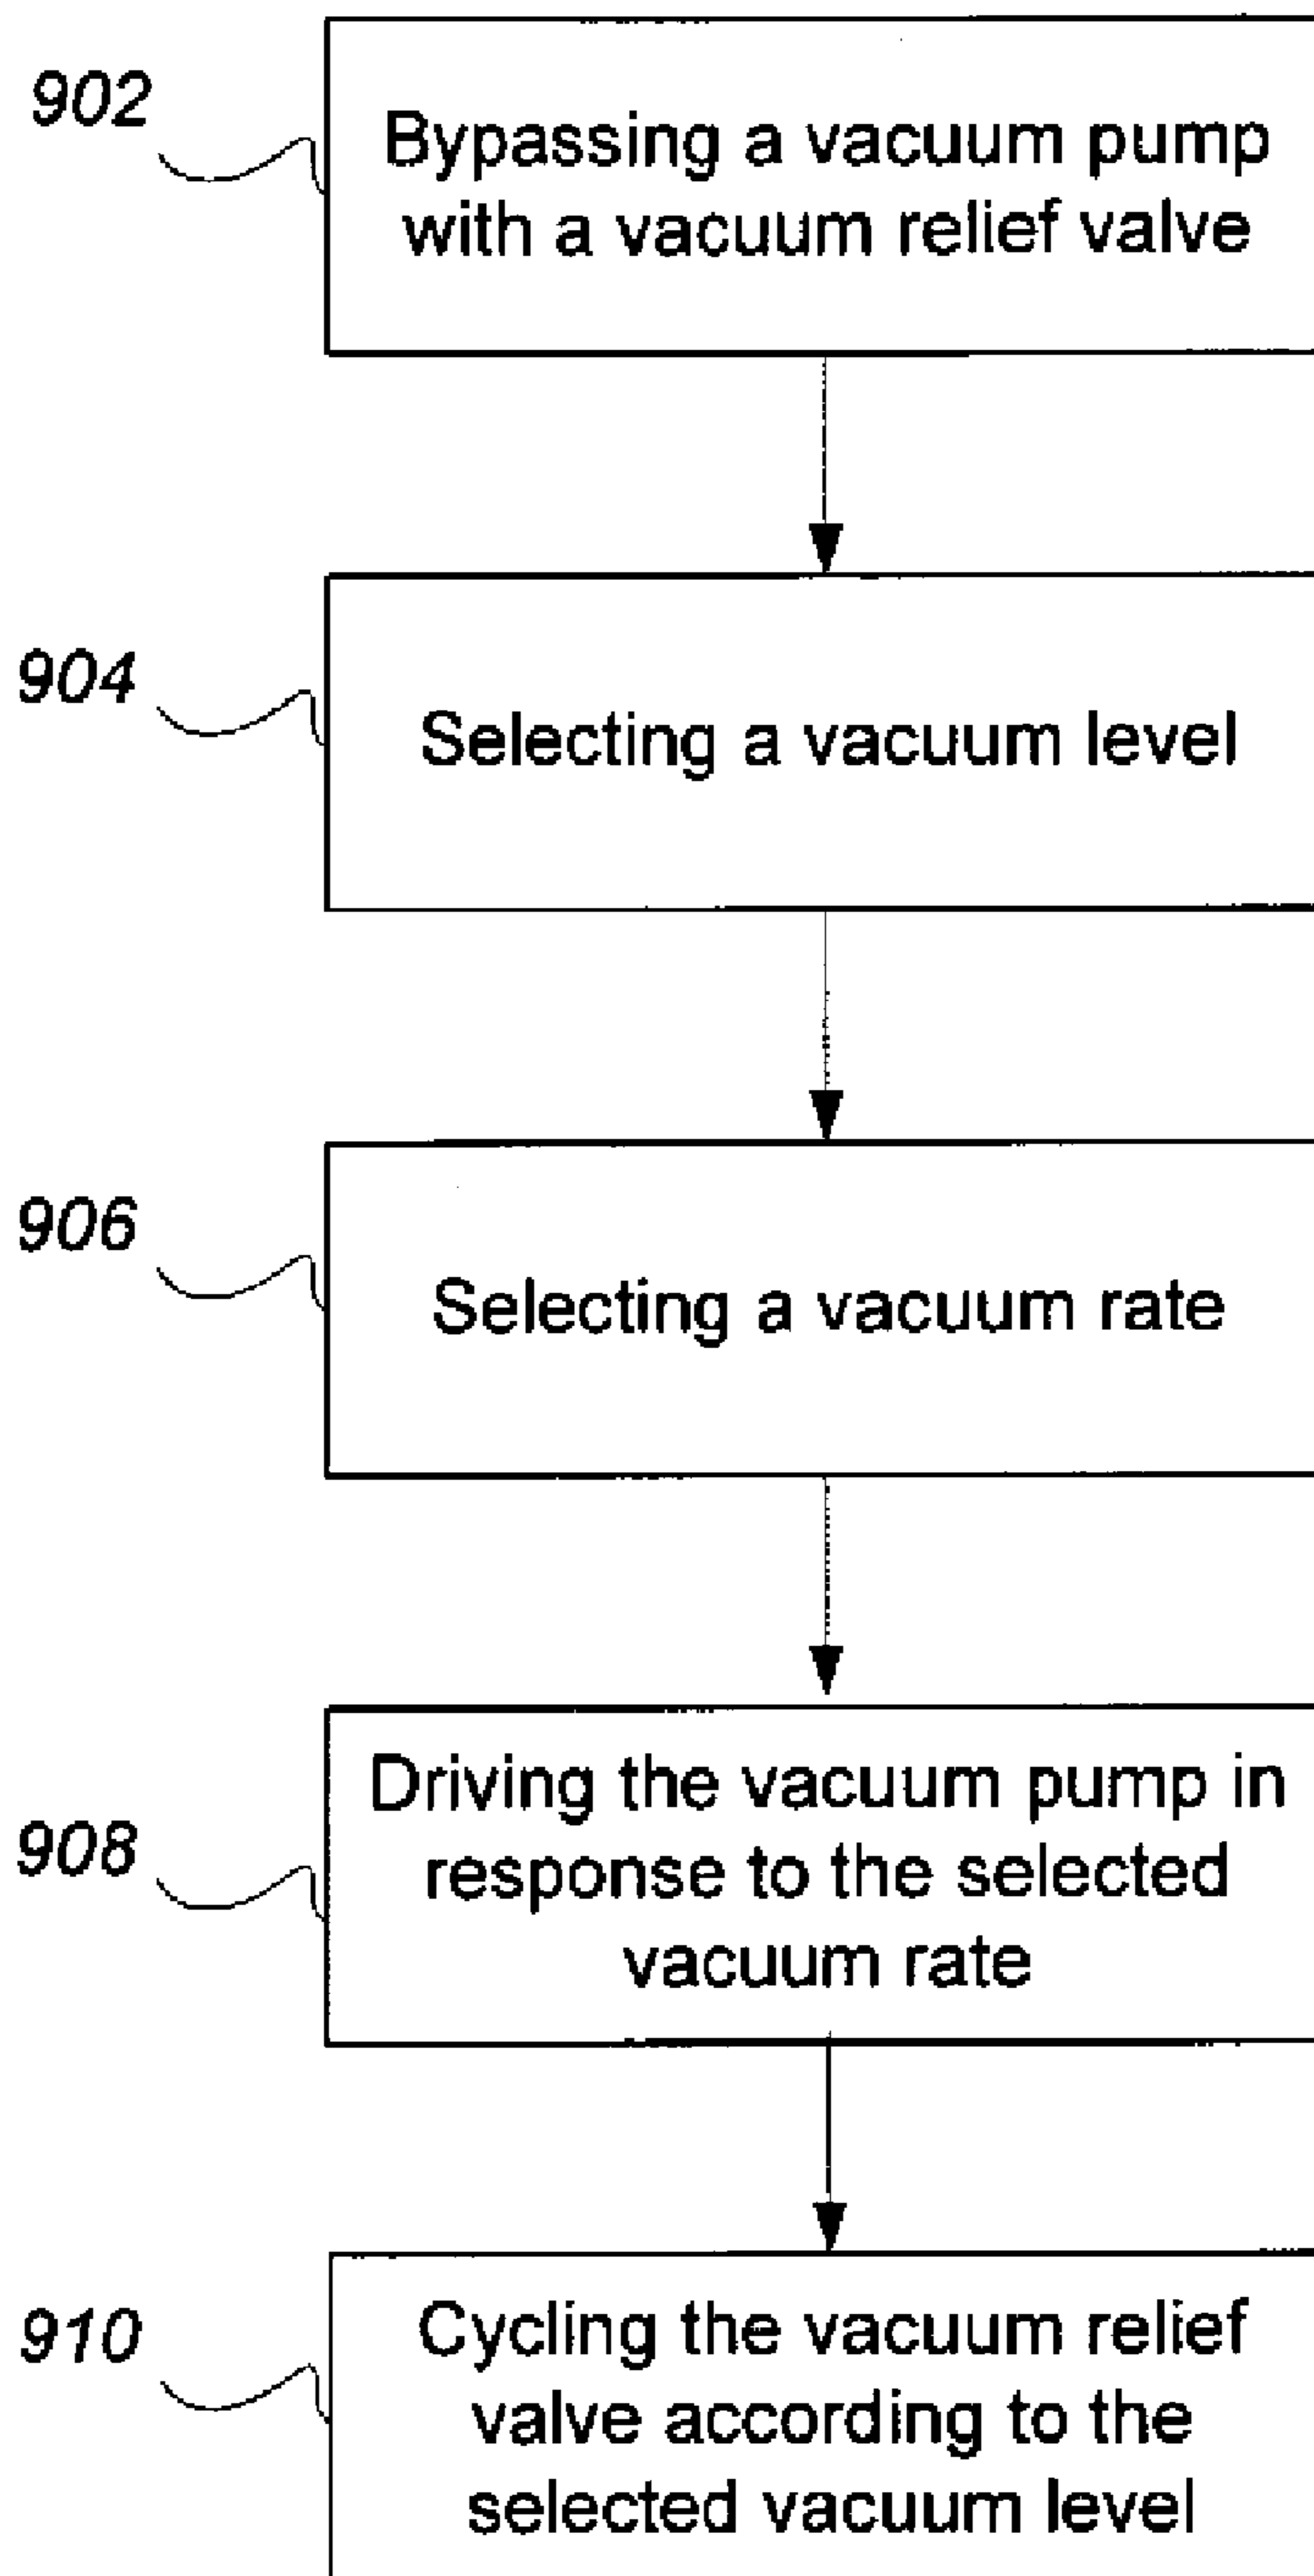 902
Bypassing a vacuum pump
with a vacuum relief valve
904
Selecting a vacuum level
906
Selecting a vacuum rate
908
Driving the vacuum pump in
response to the selected
vacuum rate
910
Cycling the vacuum relief
valve according to the
selected vacuum level